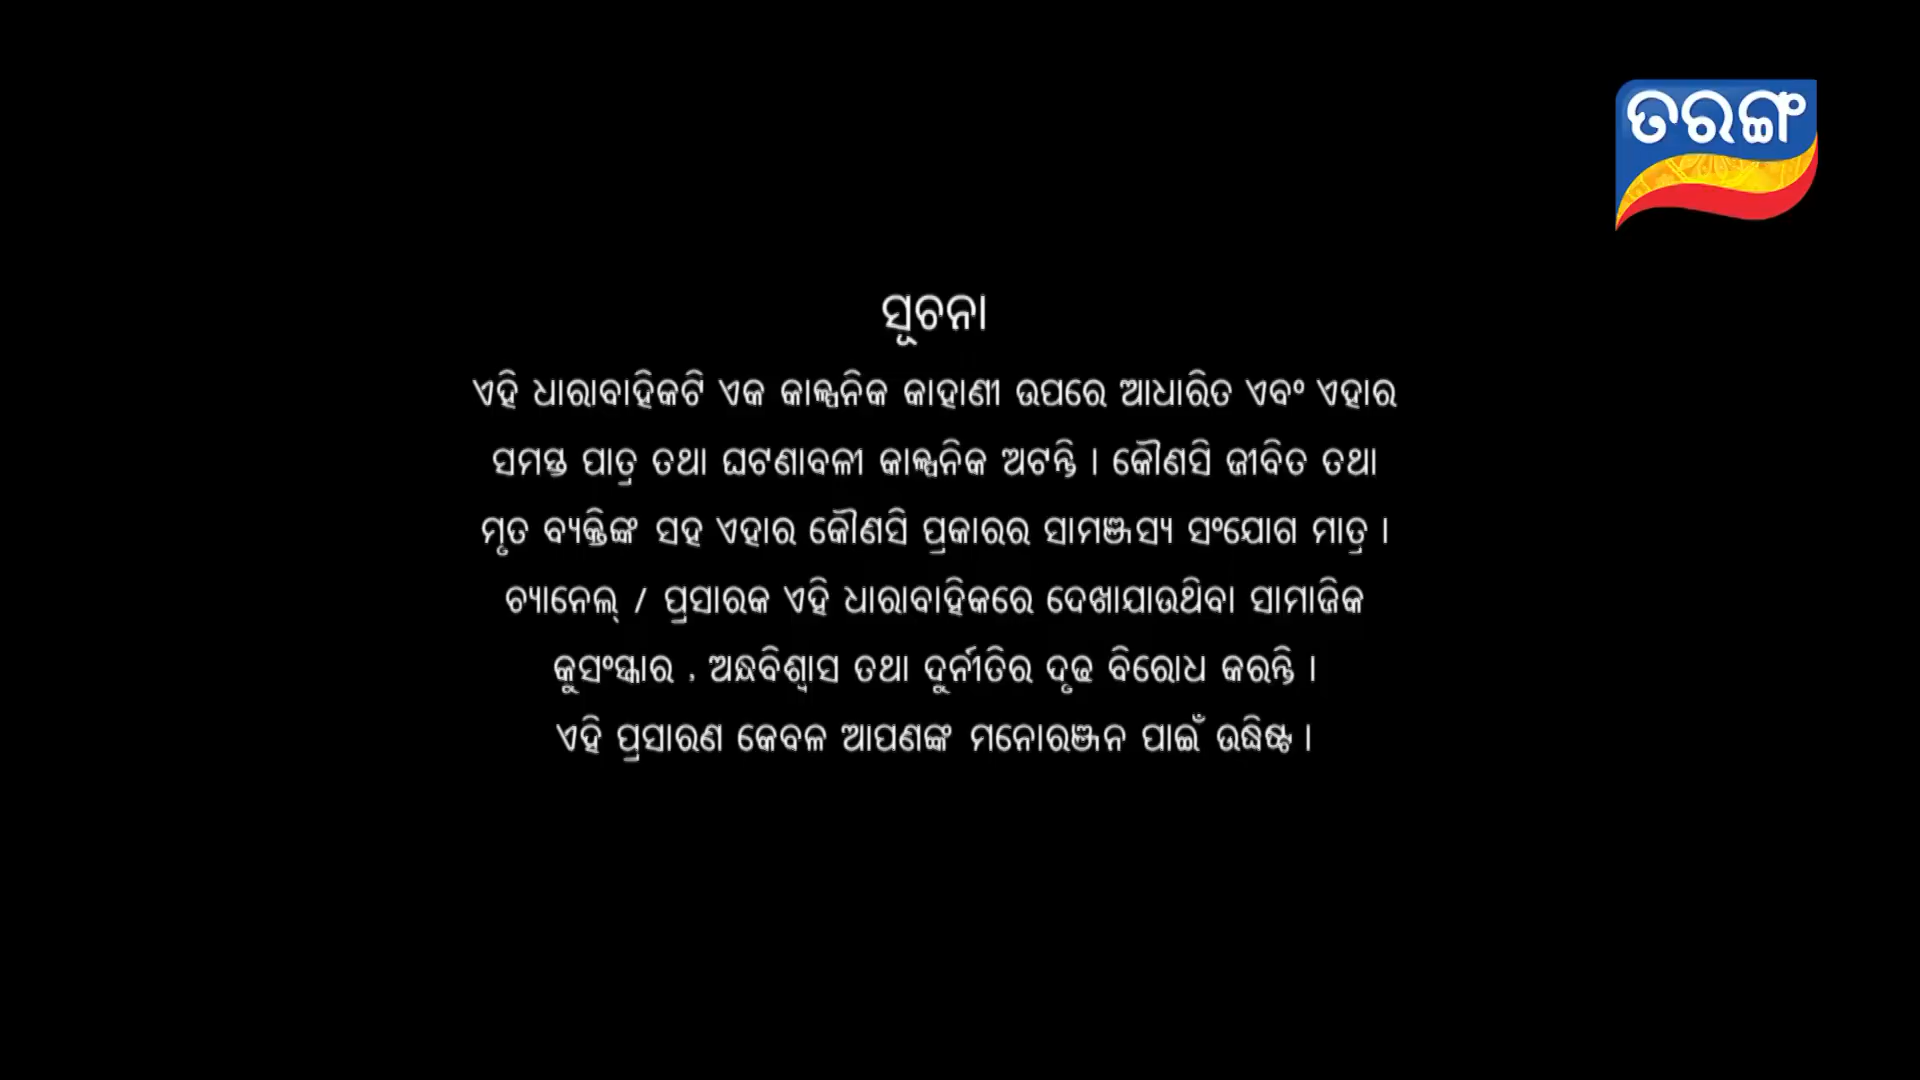 ତରଙ୍ଗ
ସୂଚନା
ଏହି ଧାରାବାହିକଟି ଏକ କାଳ୍ପନିକ କାହାଣୀ ଉପରେ ଆଧାରିତ ଏବଂ ଏହାର
ସମସ୍ତ ପାତ୍ର ତଥା ଘଟଣାବଳୀ କାଳ୍ପନିକ ଅଟନ୍ତି । କୌଣସି ଜୀବିତ ତଥା
ମୃତ ବ୍ୟକ୍ତିଙ୍କ ସହ ଏହାର କୌଣସି ପ୍ରକାରର ସାମଞ୍ଜସ୍ୟ ସଂଯୋଗ ମାତ୍ର ।
ଚ୍ୟାନେଲ୍ / ପ୍ରସାରକ ଏହି ଧାରାବାହିକରେ ଦେଖାଯାଉଥିବା ସାମାଜିକ
କୁସଂସ୍କାର , ଅନ୍ଧବିଶ୍ୱାସ ତଥା ଦୁର୍ନୀତିର ଦୃଢ ବିରୋଧ କରନ୍ତି ।
ଏହି ପ୍ରସାରଣ କେବଳ ଆପଣଙ୍କ ମନୋରଞ୍ଜନ ପାଇଁ ଉଦ୍ଧିଷ୍ଟ ।